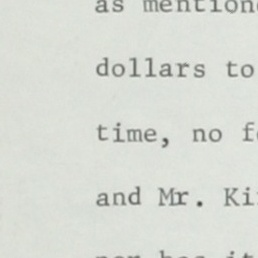 as mention
dollars to
time, no f
and Mr. Ki